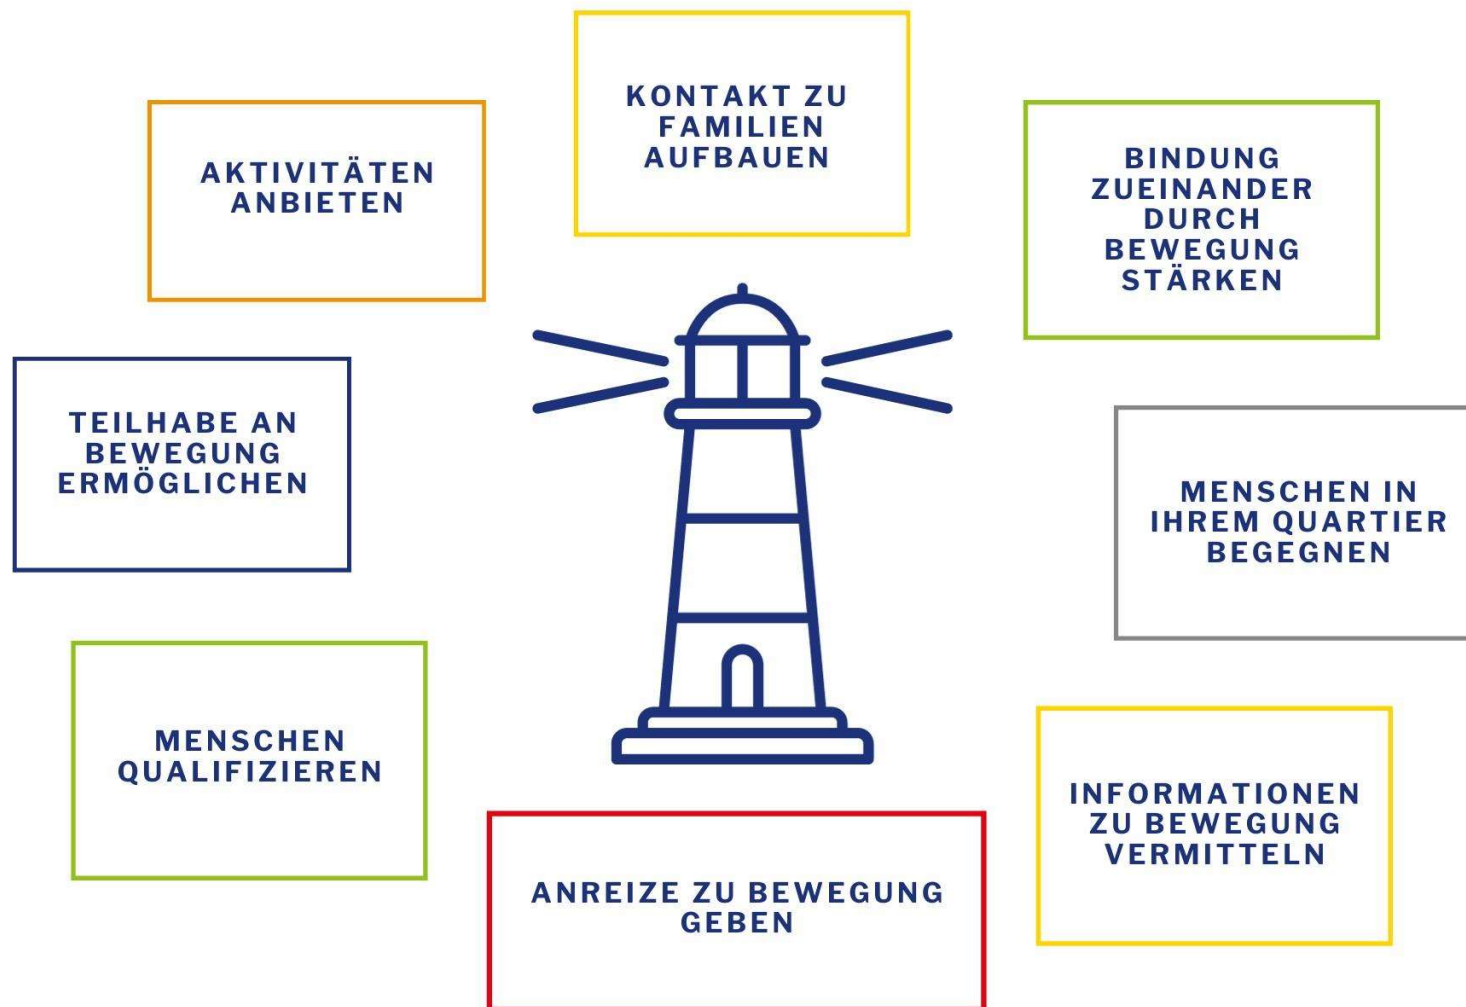 KONTAKT ZU
FAMILIEN
AUFBAUEN
AKTIVITÄTEN
ANBIETEN
BINDUNG
ZUEINANDER
DURCH
BEWEGUNG
STÄRKEN
TEILHABE AN
BEWEGUNG
ERMÖGLICHEN
MENSCHEN IN
IHREM QUARTIER
BEGEGNEN
MENSCHEN
QUALIFIZIEREN
INFORMATIONEN
ZU BEWEGUNG
VERMITTELN
ANREIZE ZU BEWEGUNG
GEBEN